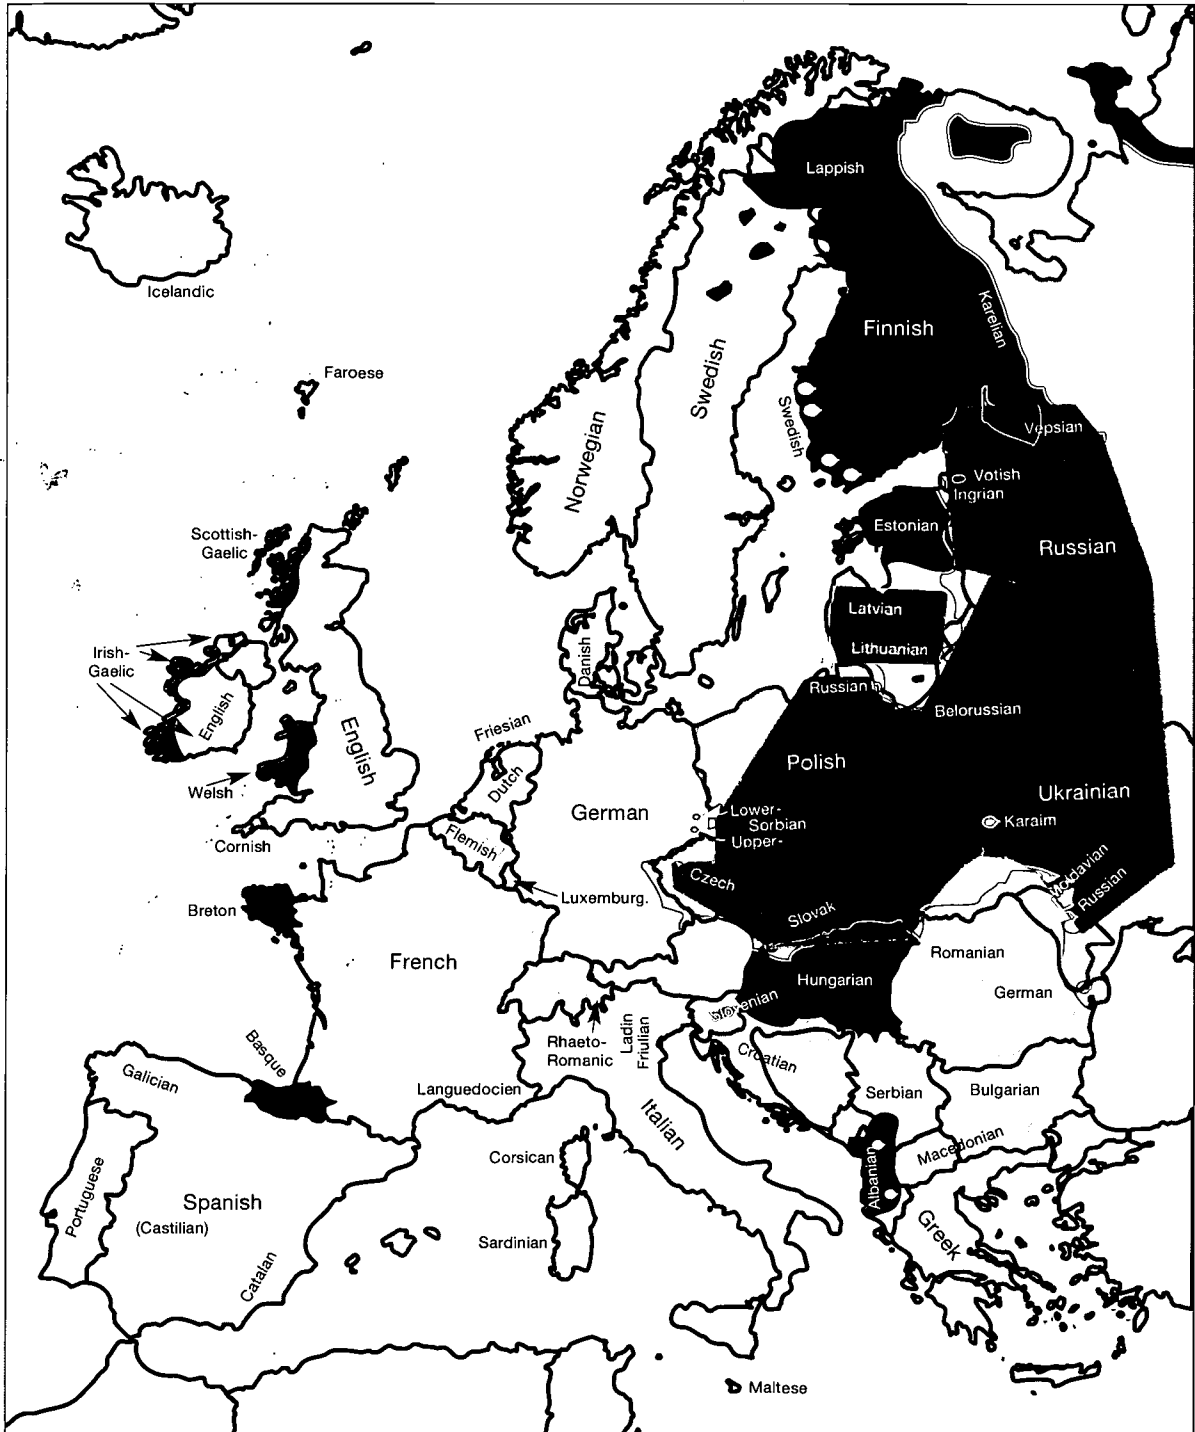 Lappish
Icelandic
Karelian
Finnish
Faroese
Swedish
Swedish
Norwegian
Vepsian
Votish
Ingrian
Estonian
Scottish-
Gaelic
Russian
Latvian
Irish-
Gaelic
Lithuanian
Danish
Russian
English
Belorussian
Friesian
English
Polish
Dutch
Welsh
Ukrainian
German
Lower-
Sorbian
Upper-
Karaim
Cornish
Flemish
Moldavian
Czech
Russian
Luxemburg.
Breton
Slovak
French
Romanian
Hungarian
German
Slovenian
Rhaeto-
Romanic
Ladin
Friulian
Basque
Croatian
Galician
Languedocien
Serbian
Bulgarian
Italian
Macedonian
Corsican
Albanian
Portuguese
Spanish
(Castilian)
Greek
Sardinian
Catalan
Maltese